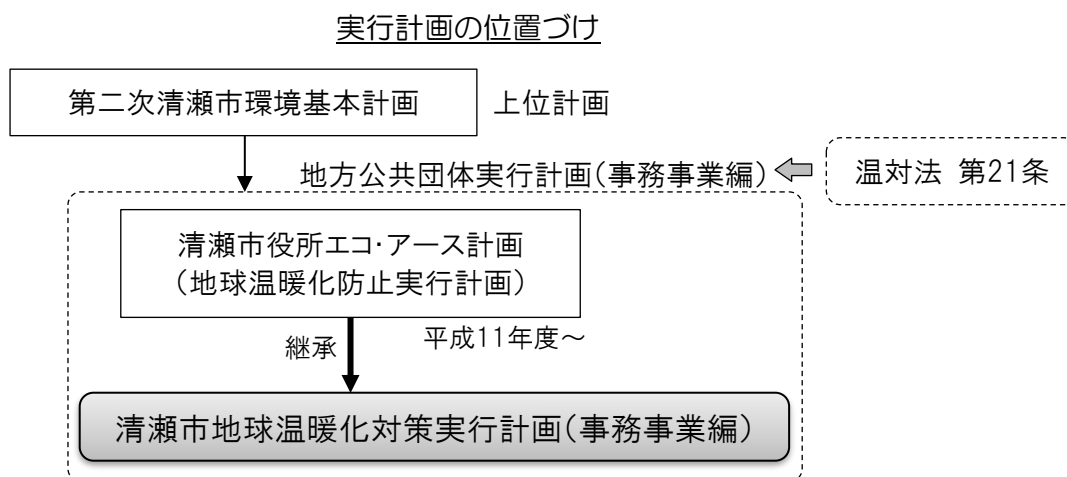 実行計画の位置づけ
第二次清瀬市環境基本計画
上位計画
地方公共団体実行計画(事務事業編)
温対法 第21条
清瀬市役所エコ・アース計画
(地球温暖化防止実行計画)
継承
平成11年度～
清瀬市地球温暖化対策実行計画(事務事業編)